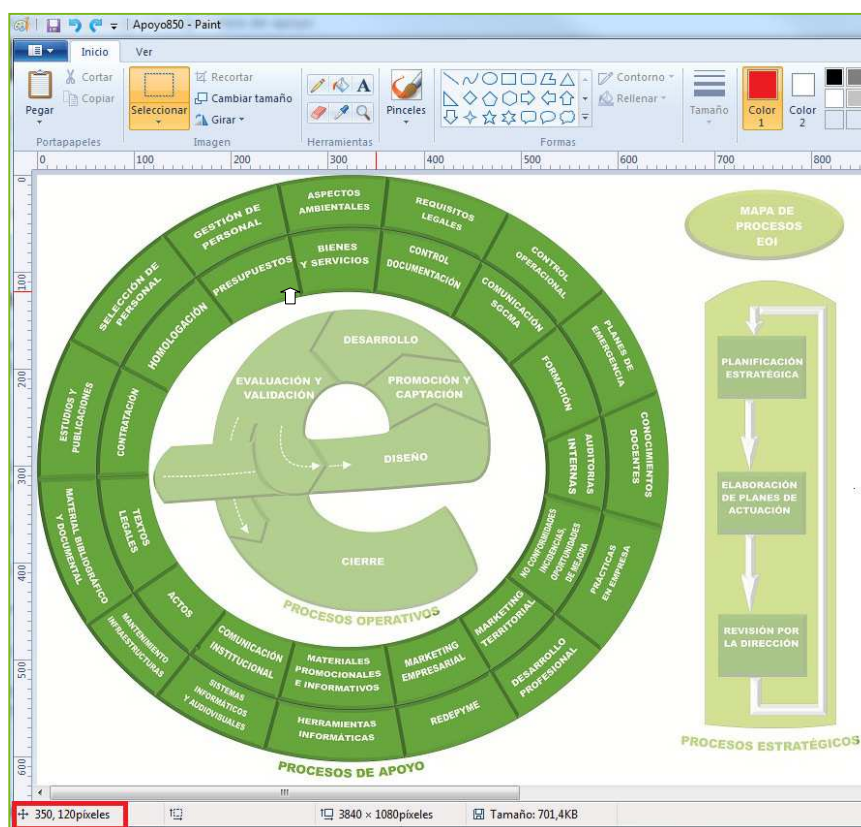 Apoyo850 - Paint
Inicio
Ver
Pegar
Cortar
Copiar
Portapapeles
Seleccionar
Recortar
Cambiar tamaño
Girar
Imagen
A
Herramientas
Pinceles
Contorno
Rellenar
Formas
Tamaño
Color
1
Color
2
0 100 200 300 400 500 600 700 800
0
100
200
300
400
500
600
ASPECTOS
AMBIENTALES
REQUISITOS
LEGALES
CONTROL
OPERACIONAL
PLANES DE
EMERGENCIA
CONOCIMIENTOS
DOCENTES
PRÁCTICAS
EN EMPRESA
DESARROLLO
PROFESIONAL
REDEPYME
HERRAMIENTAS
INFORMÁTICAS
SISTEMAS
INFORMÁTICOS
Y AUDIOVISUALES
MANTENIMIENTO
INFRAESTRUCTURAS
MATERIAL BIBLIOGRÁFICO
Y DOCUMENTAL
ESTUDIOS Y
PUBLICACIONES
SELECCIÓN DE
PERSONAL
GESTIÓN DE
PERSONAL
BIENES
Y SERVICIOS
CONTROL
DOCUMENTACIÓN
COMUNICACIÓN
SGCMA
FORMACIÓN
AUDITORIAS
INTERNAS
NO CONFORMIDADES
INCIDENCIAS,
OPORTUNIDADES
DE MEJORA
MARKETING
TERRITORIAL
MARKETING
EMPRESARIAL
MATERIALES
PROMOCIONALES
E INFORMATIVOS
COMUNICACIÓN
INSTITUCIONAL
ACTOS
TEXTOS
LEGALES
CONTRATACIÓN
HOMOLOGACIÓN
PRESUPUESTOS
DESARROLLO
EVALUACIÓN Y
VALIDACIÓN
PROMOCIÓN Y
CAPTACIÓN
DISEÑO
CIERRE
PROCESOS OPERATIVOS
PROCESOS DE APOYO
MAPA DE
PROCESOS
EOI
PLANIFICACIÓN
ESTRATÉGICA
ELABORACIÓN
DE PLANES DE
ACTUACIÓN
REVISIÓN POR
LA DIRECCIÓN
PROCESOS ESTRATÉGICOS
350, 120píxeles
3840 × 1080píxeles
Tamaño: 701,4KB